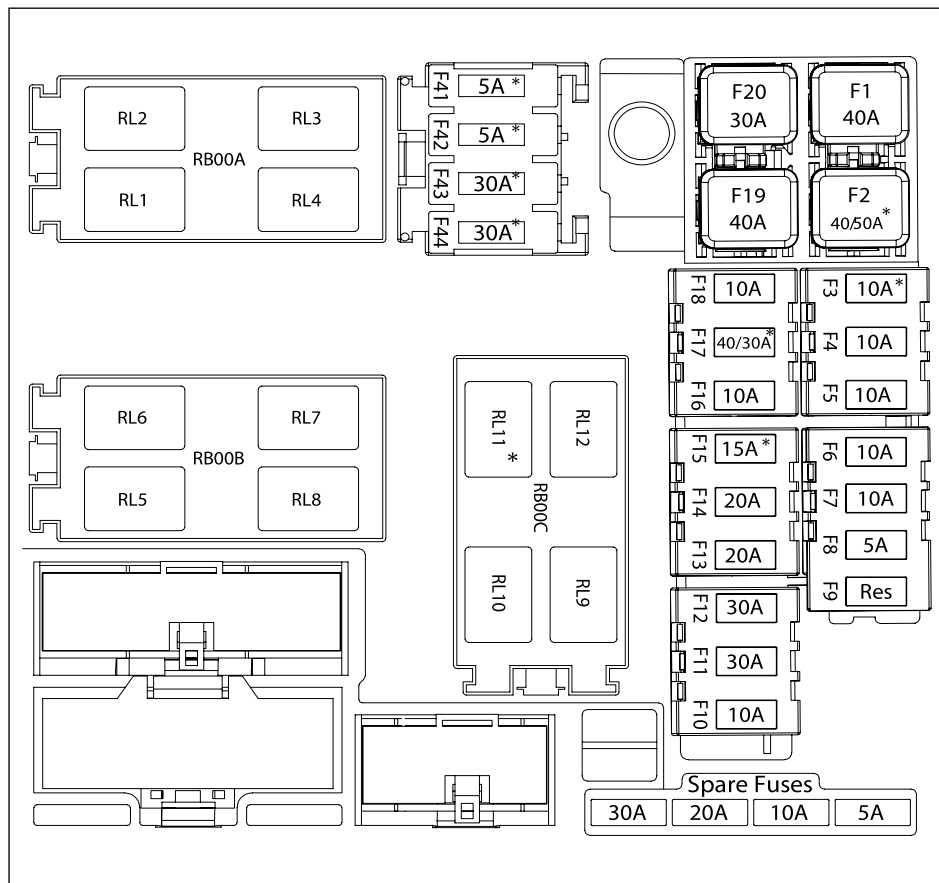 RL2
RL3
RB00A
RL1
RL4
F41 5A*
F42 5A*
F43 30A*
F44 30A*
F20
30A
F1
40A
F19
40A
F2
40/50A*
F18 10A
F17 40/30A*
F16 10A
F3 10A*
F4 10A
F5 10A
RL6
RL7
RB00B
RL5
RL8
RL11
*
RL12
RB00C
RL10
RL9
F15 15A*
F14 20A
F13 20A
F6 10A
F7 10A
F8 5A
F9 Res
F12 30A
F11 30A
F10 10A
Spare Fuses
30A 20A 10A 5A